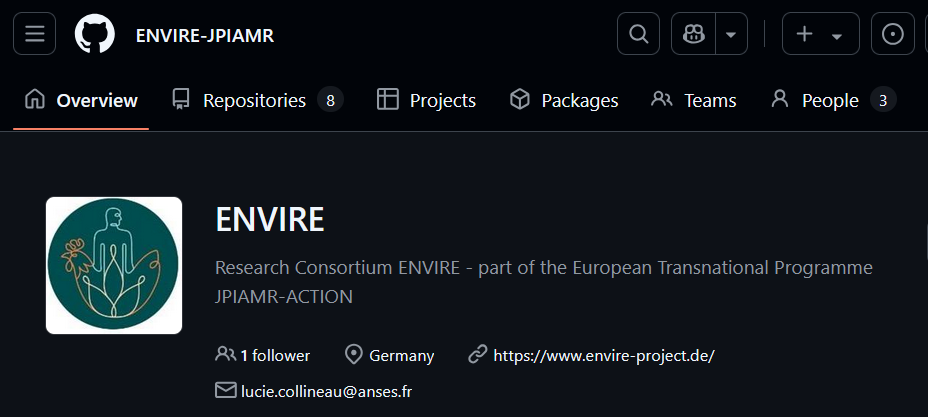 ENVIRE-JPIAMR
Overview Repositories 8 Projects Packages Teams People 3
ENVIRE
Research Consortium ENVIRE - part of the European Transnational Programme
JPIAMR-ACTION
1 follower Germany https://www.envire-project.de/
lucie.collineau@anses.fr